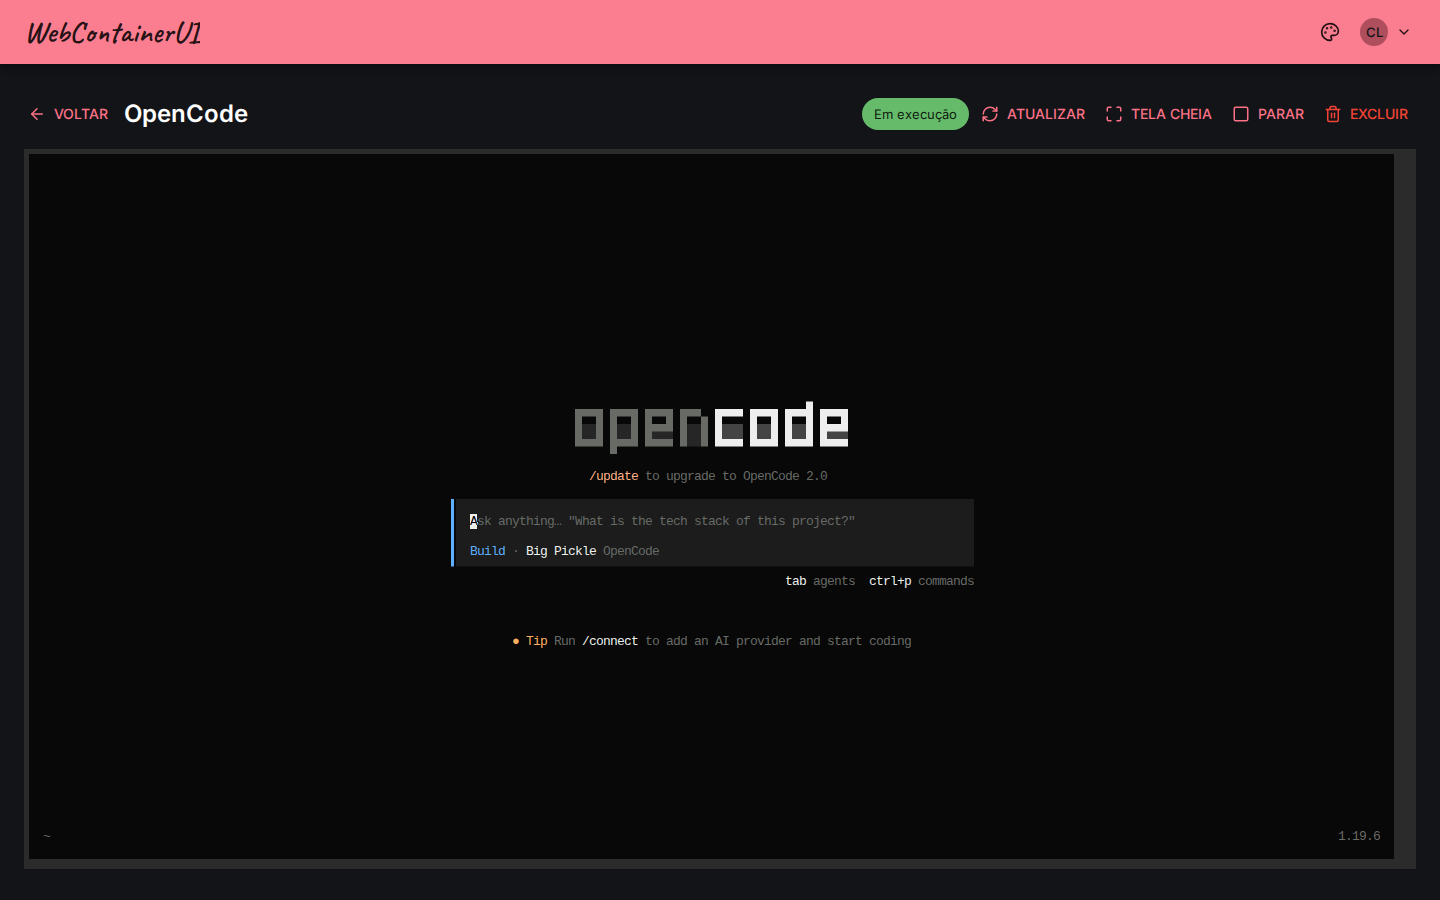 WebContainerUI
CL
VOLTAR
OpenCode
Em execução
ATUALIZAR
TELA CHEIA
PARAR
EXCLUIR
opencode
/update to upgrade to OpenCode 2.0
Ask anything… "What is the tech stack of this project?"
Build · Big Pickle OpenCode
tab agents ctrl+p commands
● Tip Run /connect to add an AI provider and start coding
~
1.19.6